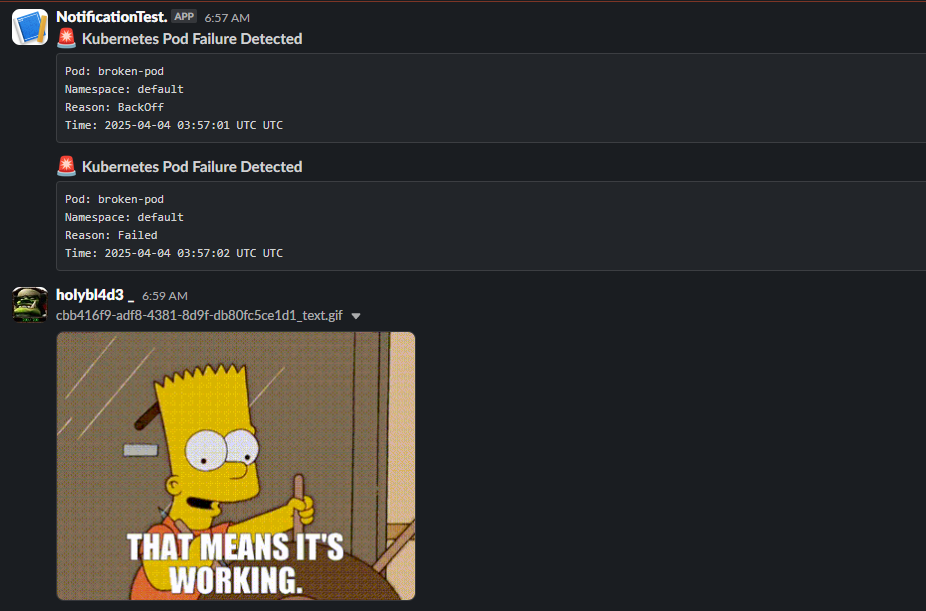 NotificationTest. APP 6:57 AM
🚨 Kubernetes Pod Failure Detected
Pod: broken-pod
Namespace: default
Reason: BackOff
Time: 2025-04-04 03:57:01 UTC UTC
🚨 Kubernetes Pod Failure Detected
Pod: broken-pod
Namespace: default
Reason: Failed
Time: 2025-04-04 03:57:02 UTC UTC
holybl4d3 _ 6:59 AM
cbb416f9-adf8-4381-8d9f-db80fc5ce1d1_text.gif
THAT MEANS IT'S
WORKING.